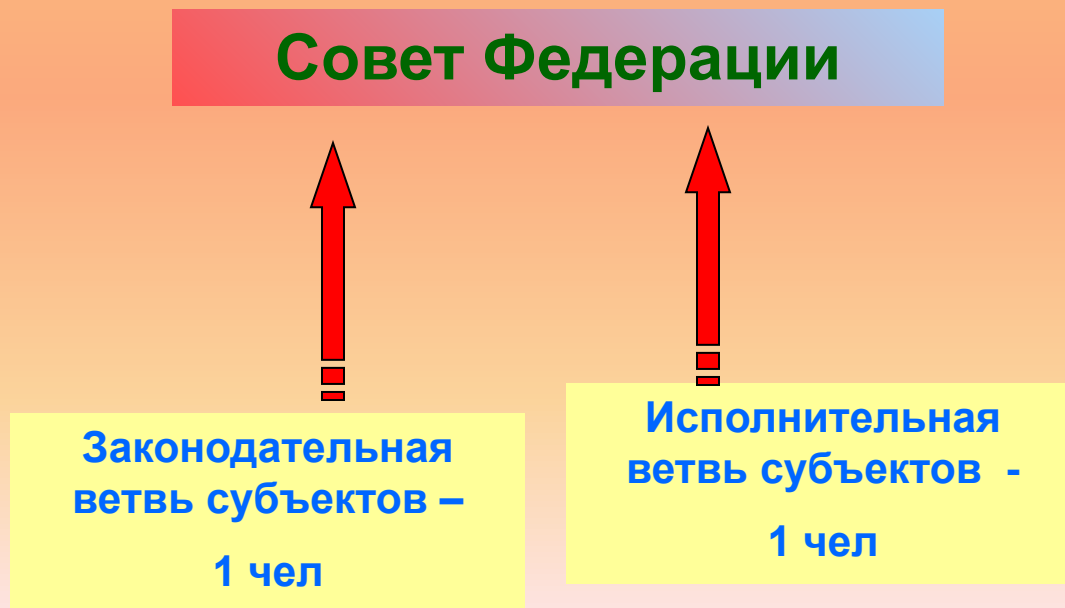 Совет Федерации
Законодательная
ветвь субъектов –
1 чел
Исполнительная
ветвь субъектов -
1 чел